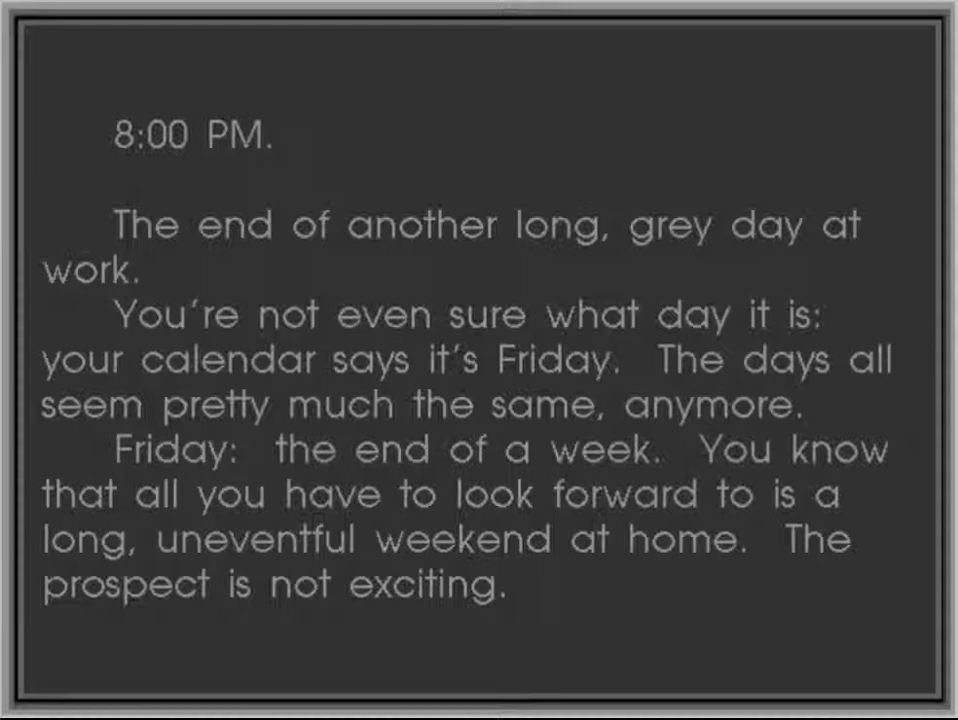 8:00 PM.
The end of another long, grey day at
work.
You're not even sure what day it is:
your calendar says it's Friday.  The days all
seem pretty much the same, anymore.
Friday:  the end of a week.  You know
that all you have to look forward to is a
long, uneventful weekend at home.  The
prospect is not exciting.